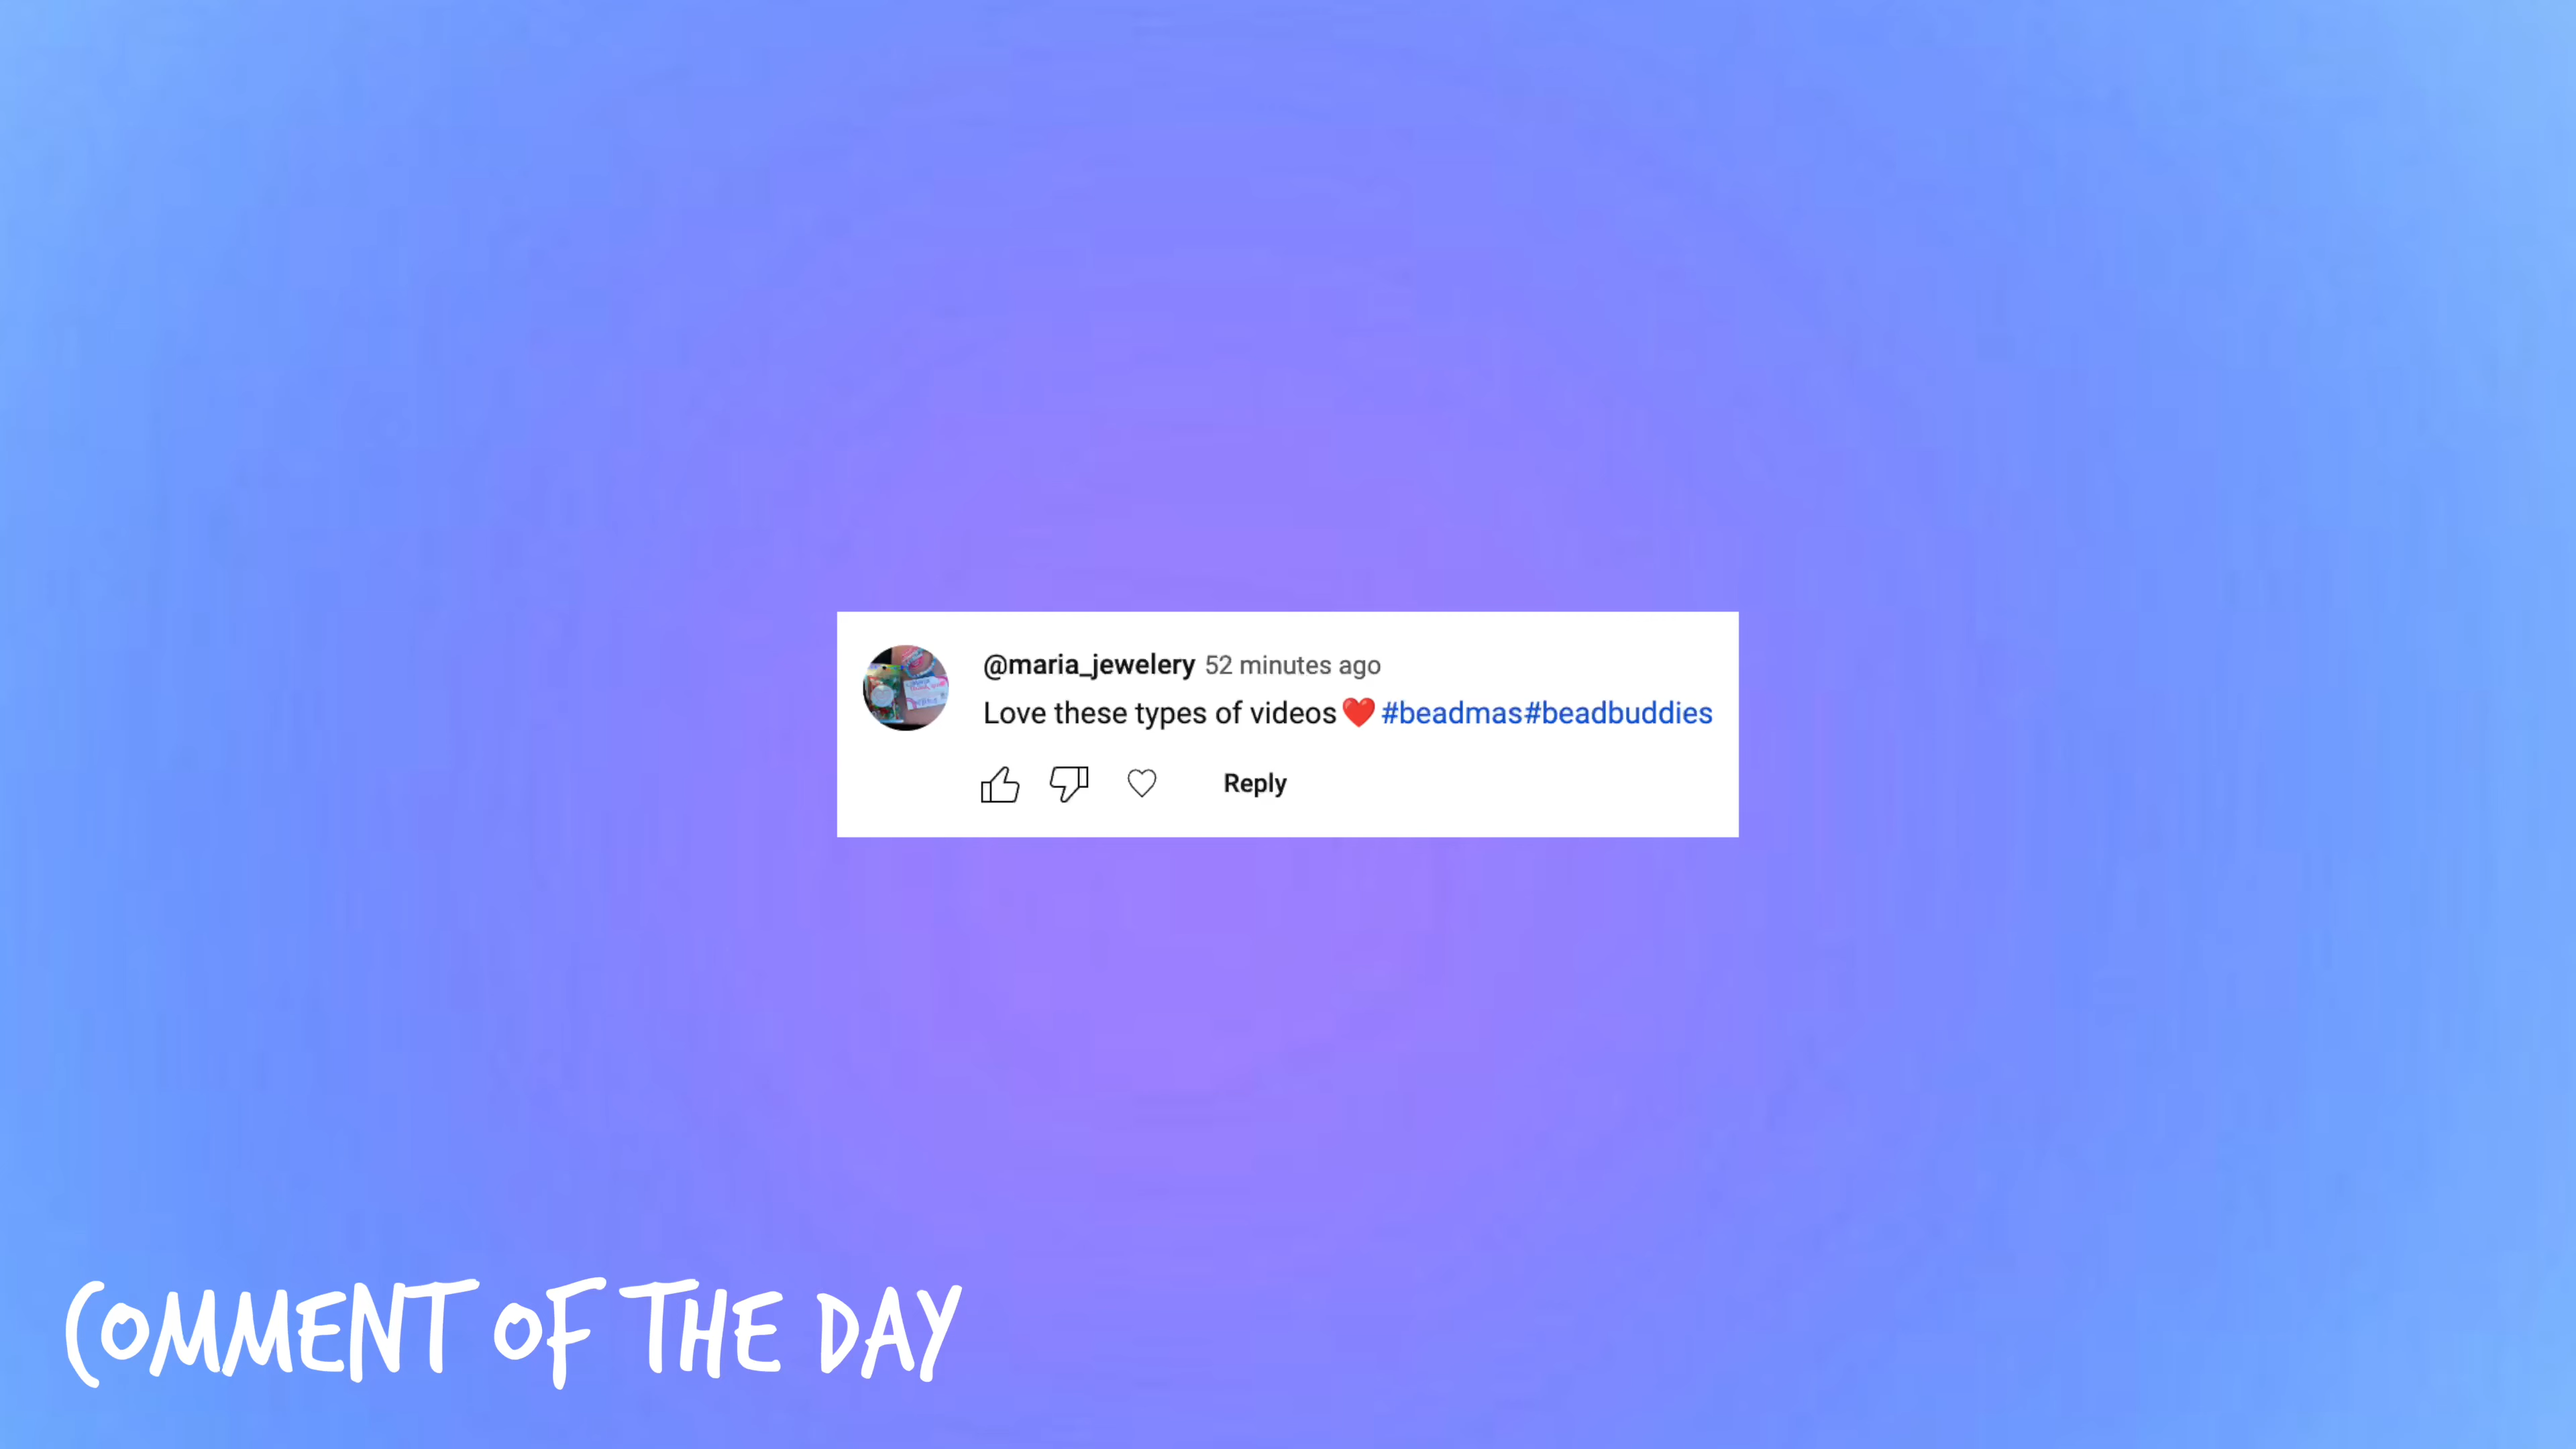 @maria_jewelery 52 minutes ago
Love these types of videos❤️ #beadmas#beadbuddies
Reply
COMMENT OF THE DAY